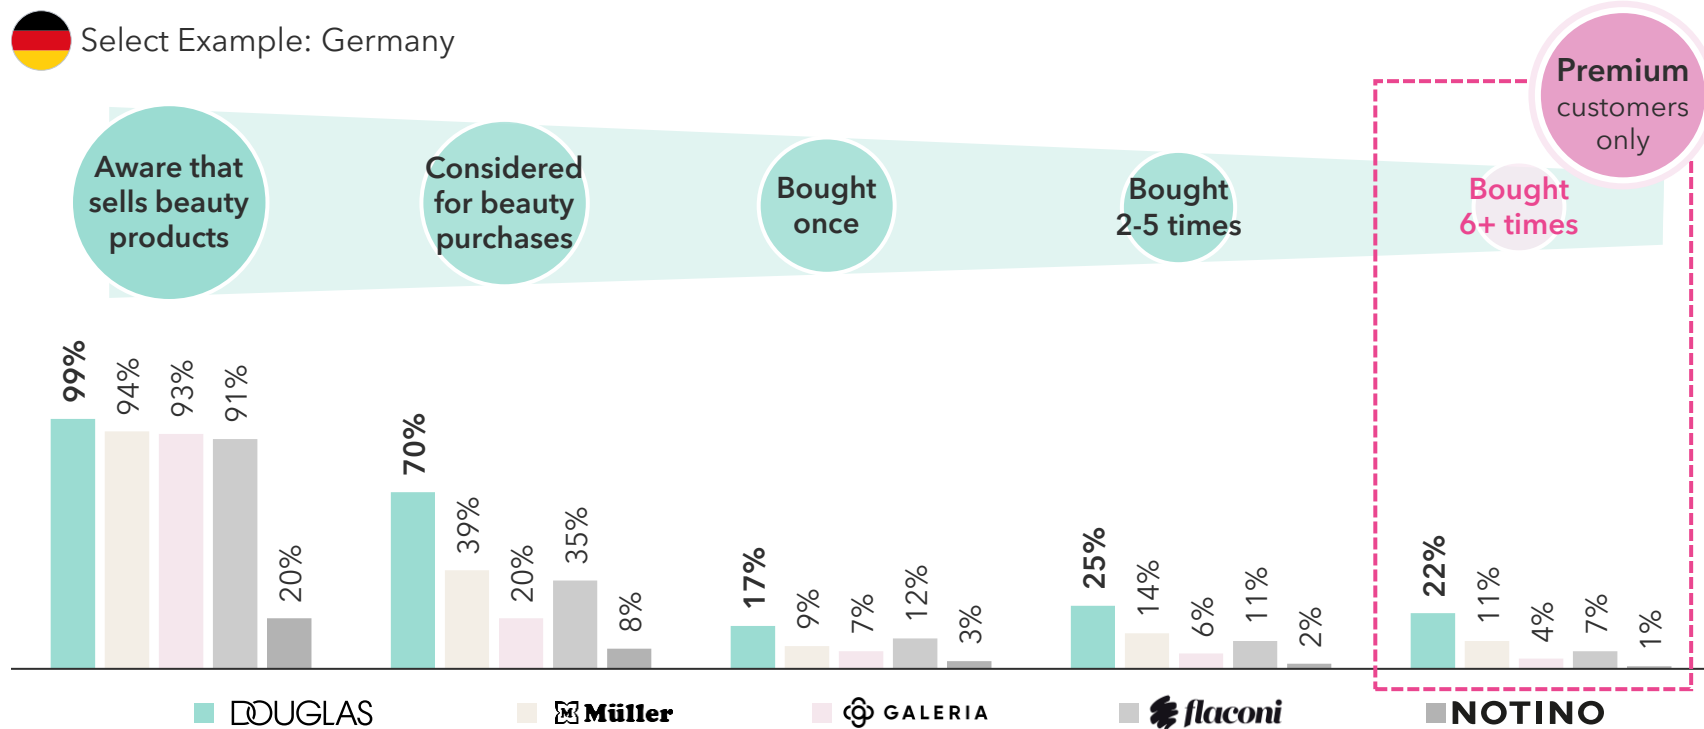 Select Example: Germany
Premium
customers
only
Aware that
sells beauty
products
Considered
for beauty
purchases
Bought
once
Bought
2-5 times
Bought
6+ times
99%
94%
93%
91%
20%
70%
39%
20%
35%
8%
17%
9%
7%
12%
3%
25%
14%
6%
11%
2%
22%
11%
4%
7%
1%
DOUGLAS
M Müller
GALERIA
flaconi
NOTINO